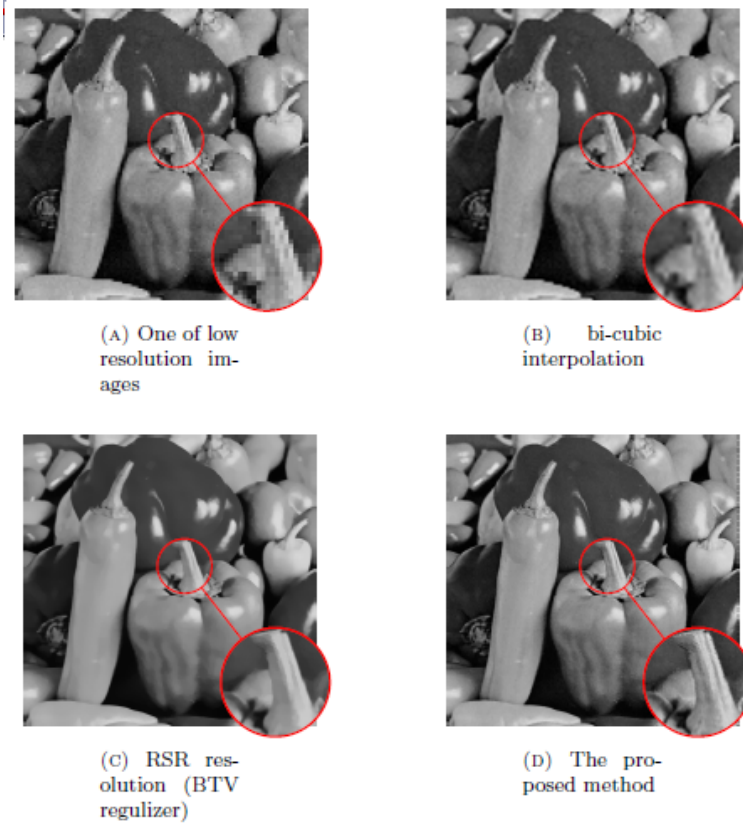 (A) One of low
resolution im-
ages
(B) bi-cubic
interpolation
(C) RSR res-
olution (BTV
regulizer)
(D) The pro-
posed method